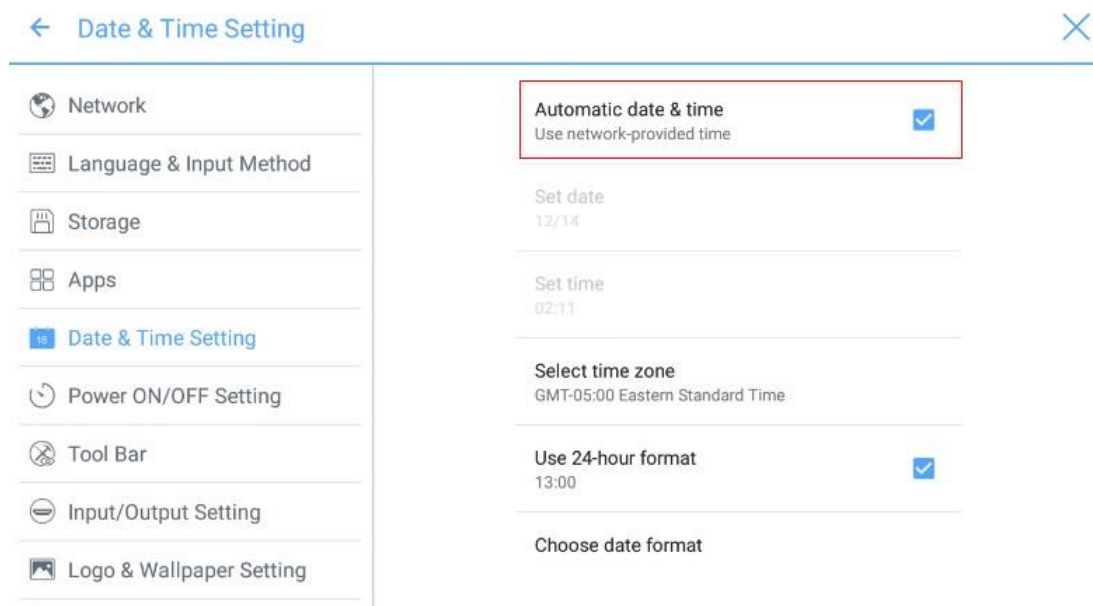 Date & Time Setting
Network
Language & Input Method
Storage
Apps
18
Date & Time Setting
Power ON/OFF Setting
Tool Bar
Input/Output Setting
Logo & Wallpaper Setting
Automatic date & time
Use network-provided time
Set date
12/14
Set time
02:11
Select time zone
GMT-05:00 Eastern Standard Time
Use 24-hour format
13:00
Choose date format